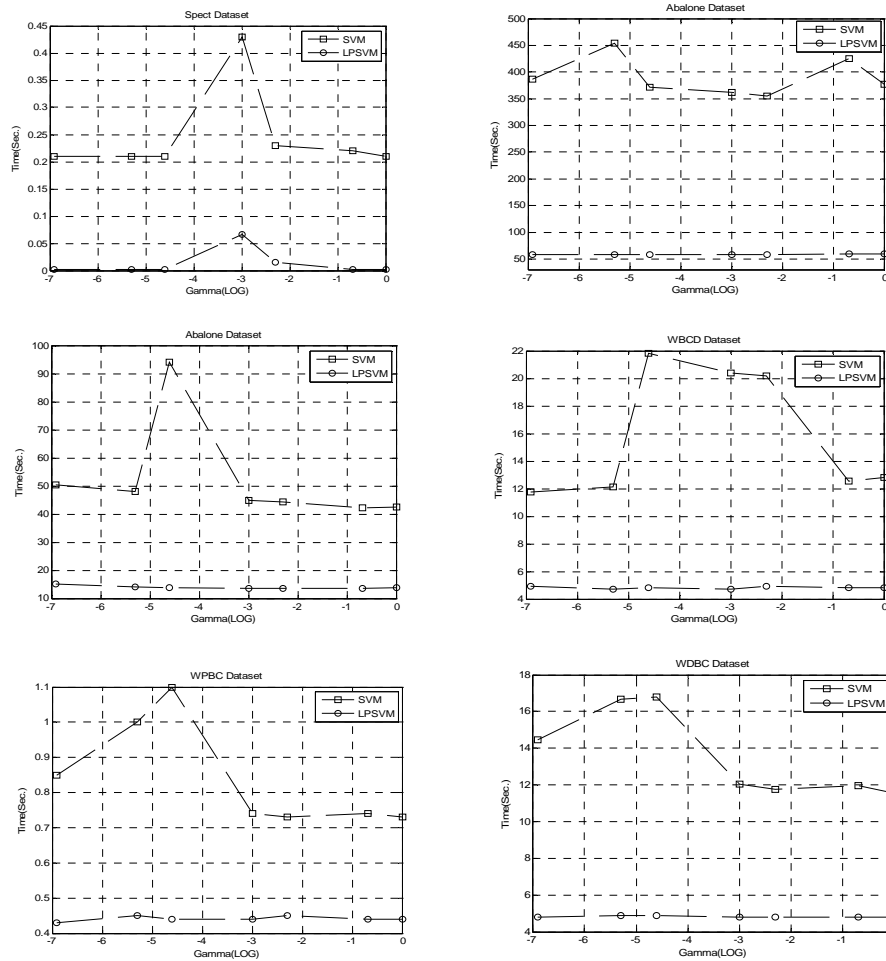 Spect Dataset
0.45
0.4
0.35
0.3
0.25
0.2
0.15
0.1
0.05
0
Time(Sec.)
SVM
LPSVM
-7 -6 -5 -4 -3 -2 -1 0
Gamma(LOG)
Abalone Dataset
500
450
400
350
300
250
200
150
100
50
Time(Sec.)
SVM
LPSVM
-7 -6 -5 -4 -3 -2 -1 0
Gamma(LOG)
Abalone Dataset
100
90
80
70
60
50
40
30
20
10
Time(Sec.)
SVM
LPSVM
-7 -6 -5 -4 -3 -2 -1 0
Gamma(LOG)
WBCD Dataset
22
20
18
16
14
12
10
8
6
4
Time(Sec.)
SVM
LPSVM
-7 -6 -5 -4 -3 -2 -1 0
Gamma(LOG)
WPBC Dataset
1.1
1
0.9
0.8
0.7
0.6
0.5
0.4
Time(Sec.)
SVM
LPSVM
-7 -6 -5 -4 -3 -2 -1 0
Gamma(LOG)
WDBC Dataset
18
16
14
12
10
8
6
4
Time(Sec.)
SVM
LPSVM
-7 -6 -5 -4 -3 -2 -1
Gamma(LOG)